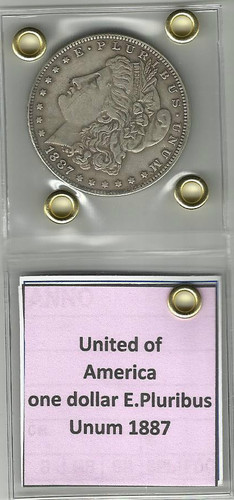 E·PLURIBUS·UNUM
1887
United of
America
one dollar E.Pluribus
Unum 1887